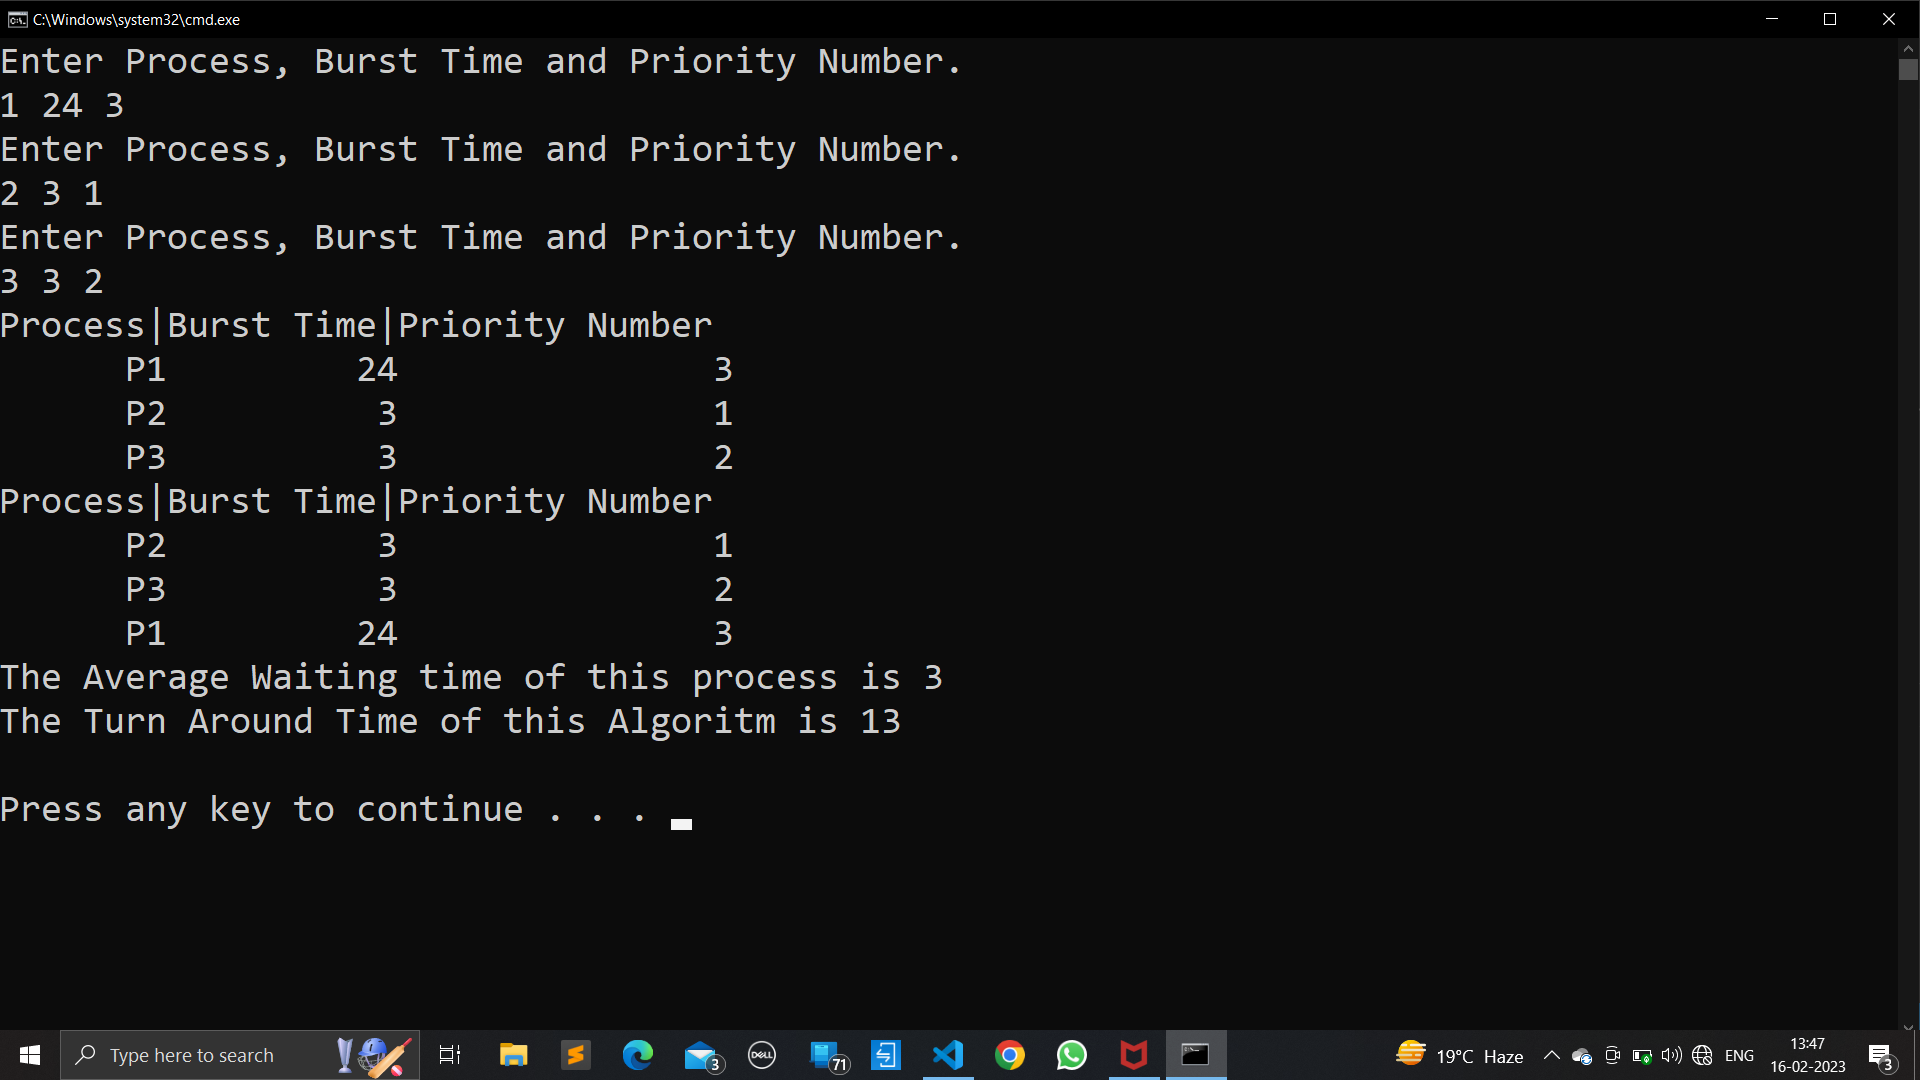 C:\Windows\system32\cmd.exe
Enter Process, Burst Time and Priority Number.
1 24 3
Enter Process, Burst Time and Priority Number.
2 3 1
Enter Process, Burst Time and Priority Number.
3 3 2
Process|Burst Time|Priority Number
P1 24 3
P2 3 1
P3 3 2
Process|Burst Time|Priority Number
P2 3 1
P3 3 2
P1 24 3
The Average Waiting time of this process is 3
The Turn Around Time of this Algoritm is 13
Press any key to continue . . .
Type here to search
3
DELL
71
19°C Haze
ENG
13:47
16-02-2023
3